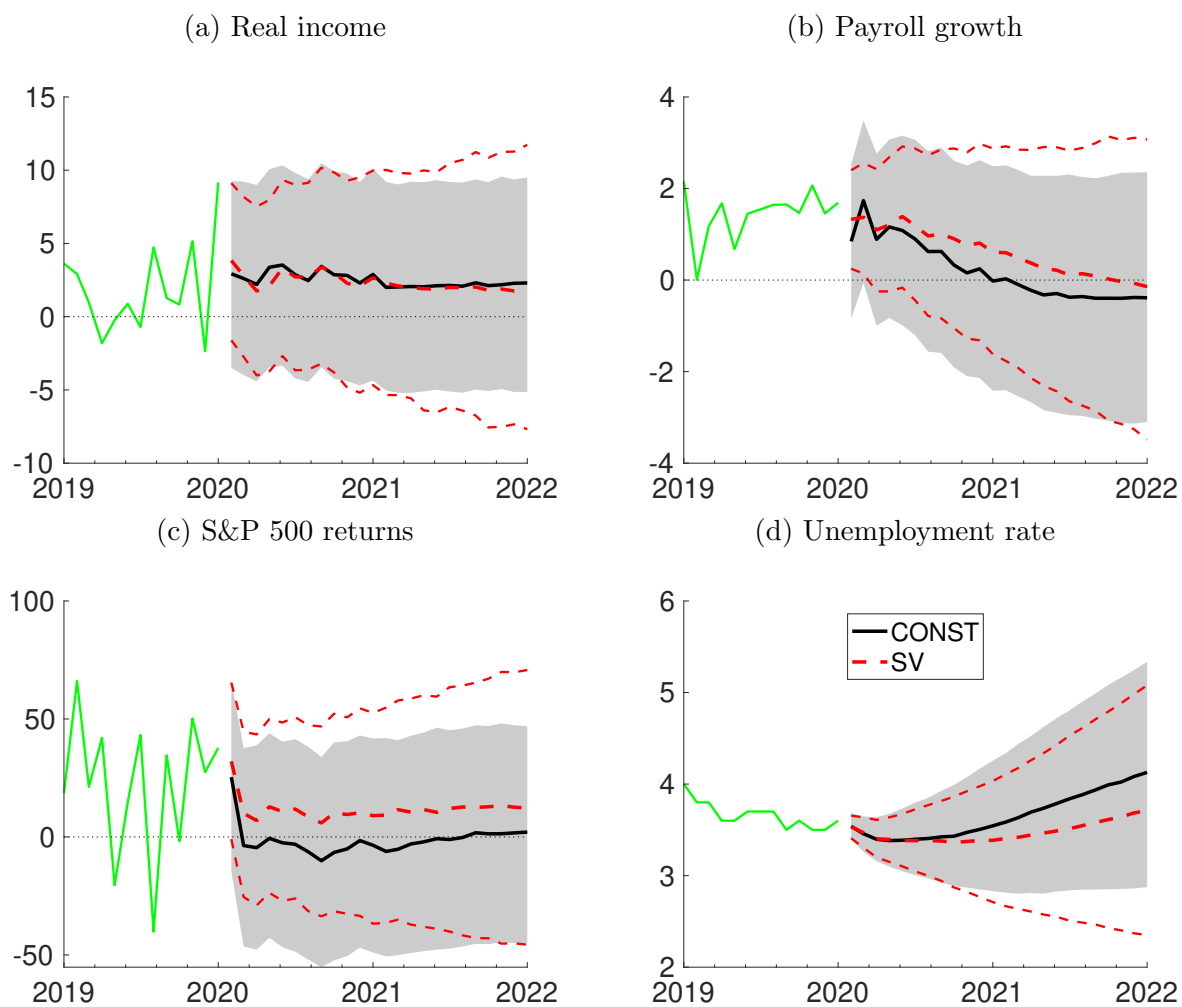 (a) Real income
(b) Payroll growth
15
10
5
0
-5
-10
2019 2020 2021 2022
4
2
0
-2
-4
2019 2020 2021 2022
(c) S&P 500 returns
(d) Unemployment rate
100
50
0
-50
2019 2020 2021 2022
6
5
4
3
2
CONST
SV
2019 2020 2021 2022